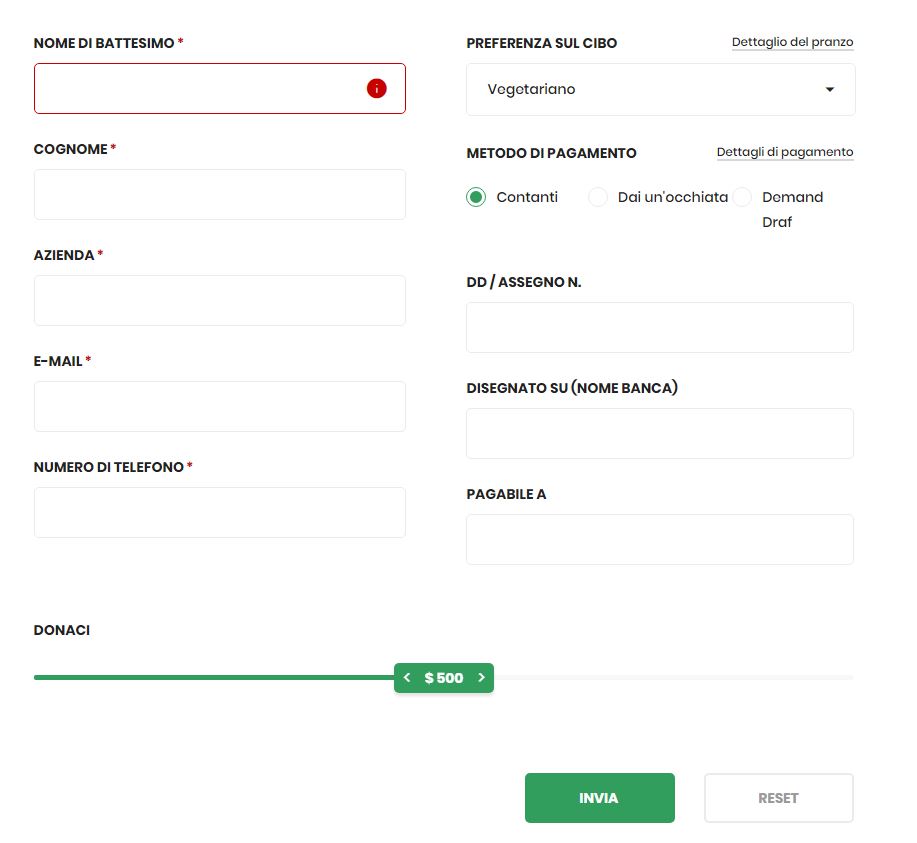 NOME DI BATTESIMO *
COGNOME *
AZIENDA *
E-MAIL *
NUMERO DI TELEFONO *
PREFERENZA SUL CIBO
Dettaglio del pranzo
Vegetariano
METODO DI PAGAMENTO
Dettagli di pagamento
Contanti
Dai un'occhiata
Demand
Draf
DD / ASSEGNO N.
DISEGNATO SU (NOME BANCA)
PAGABILE A
DONACI
$ 500
INVIA
RESET